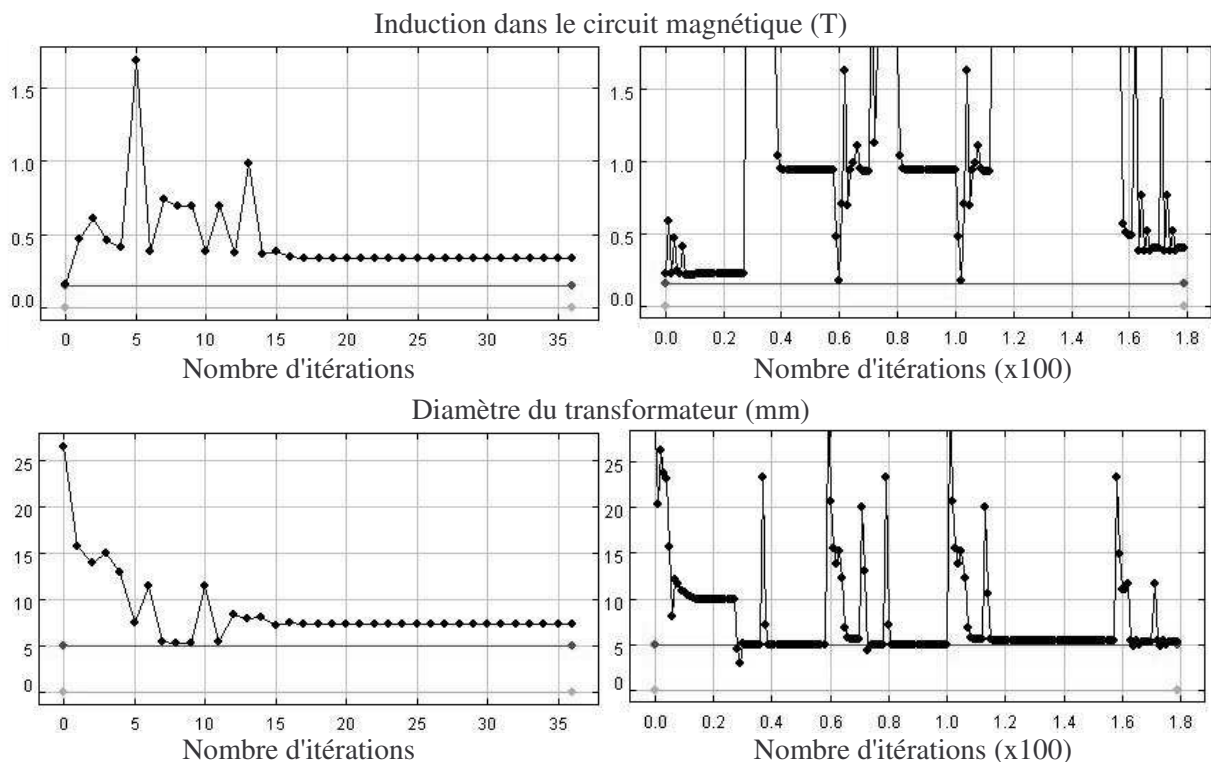 Induction dans le circuit magnétique (T)
1.5
1.0
0.5
0.0
0 5 10 15 20 25 30 35
Nombre d'itérations
1.5
1.0
0.5
0.0
0.0 0.2 0.4 0.6 0.8 1.0 1.2 1.4 1.6 1.8
Nombre d'itérations (x100)
Diamètre du transformateur (mm)
25
20
15
10
5
0
0 5 10 15 20 25 30 35
Nombre d'itérations
25
20
15
10
5
0
0.0 0.2 0.4 0.6 0.8 1.0 1.2 1.4 1.6 1.8
Nombre d'itérations (x100)